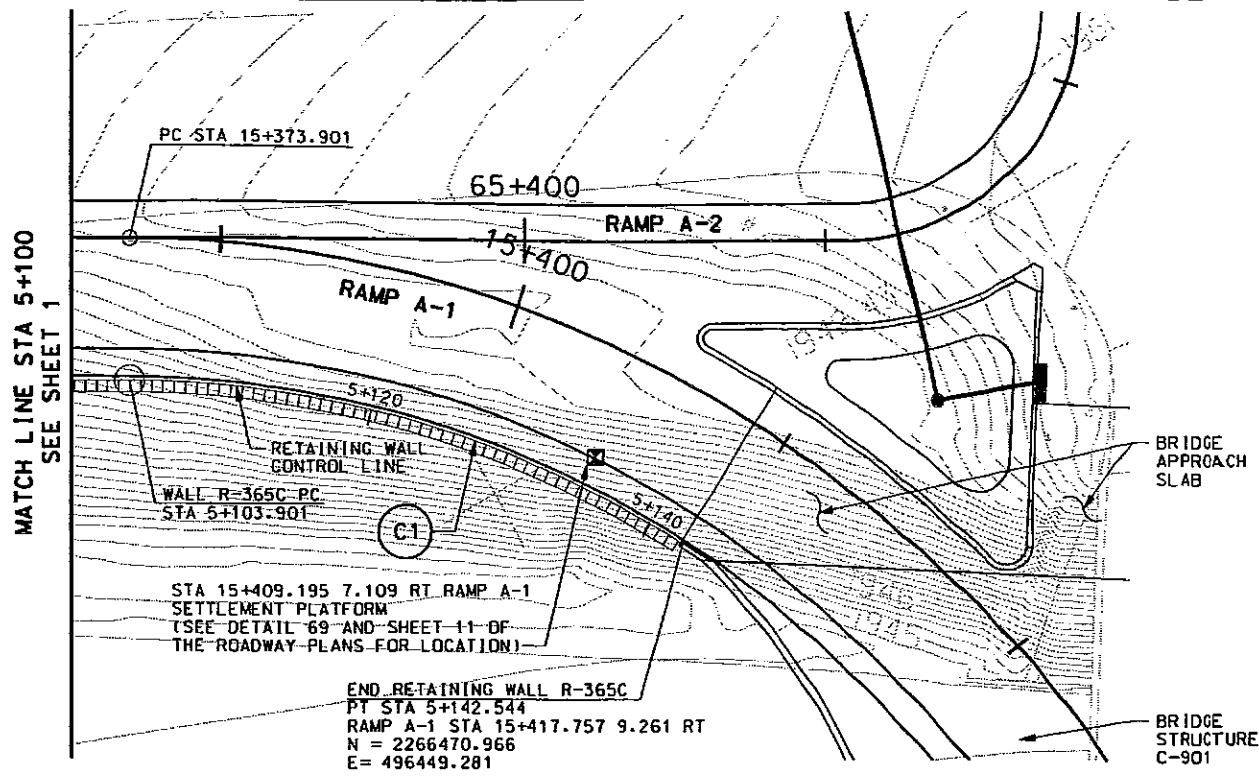 MATCH LINE STA 5+100
SEE SHEET 1
PC STA 15+373.901
65+400
RAMP A-2
15+400
RAMP A-1
5+120
RETAINING WALL
CONTROL LINE
WALL R-365C PC
STA 5+103.901
C1
5+140
BRIDGE
APPROACH
SLAB
STA 15+409.195 7.109 RT RAMP A-1
SETTLEMENT PLATFORM
(SEE DETAIL 69 AND SHEET 11 OF
THE ROADWAY PLANS FOR LOCATION)
END RETAINING WALL R-365C
PT STA 5+142.544
RAMP A-1 STA 15+417.757 9.261 RT
N = 2266470.966
E= 496449.281
BRIDGE
STRUCTURE
C-901